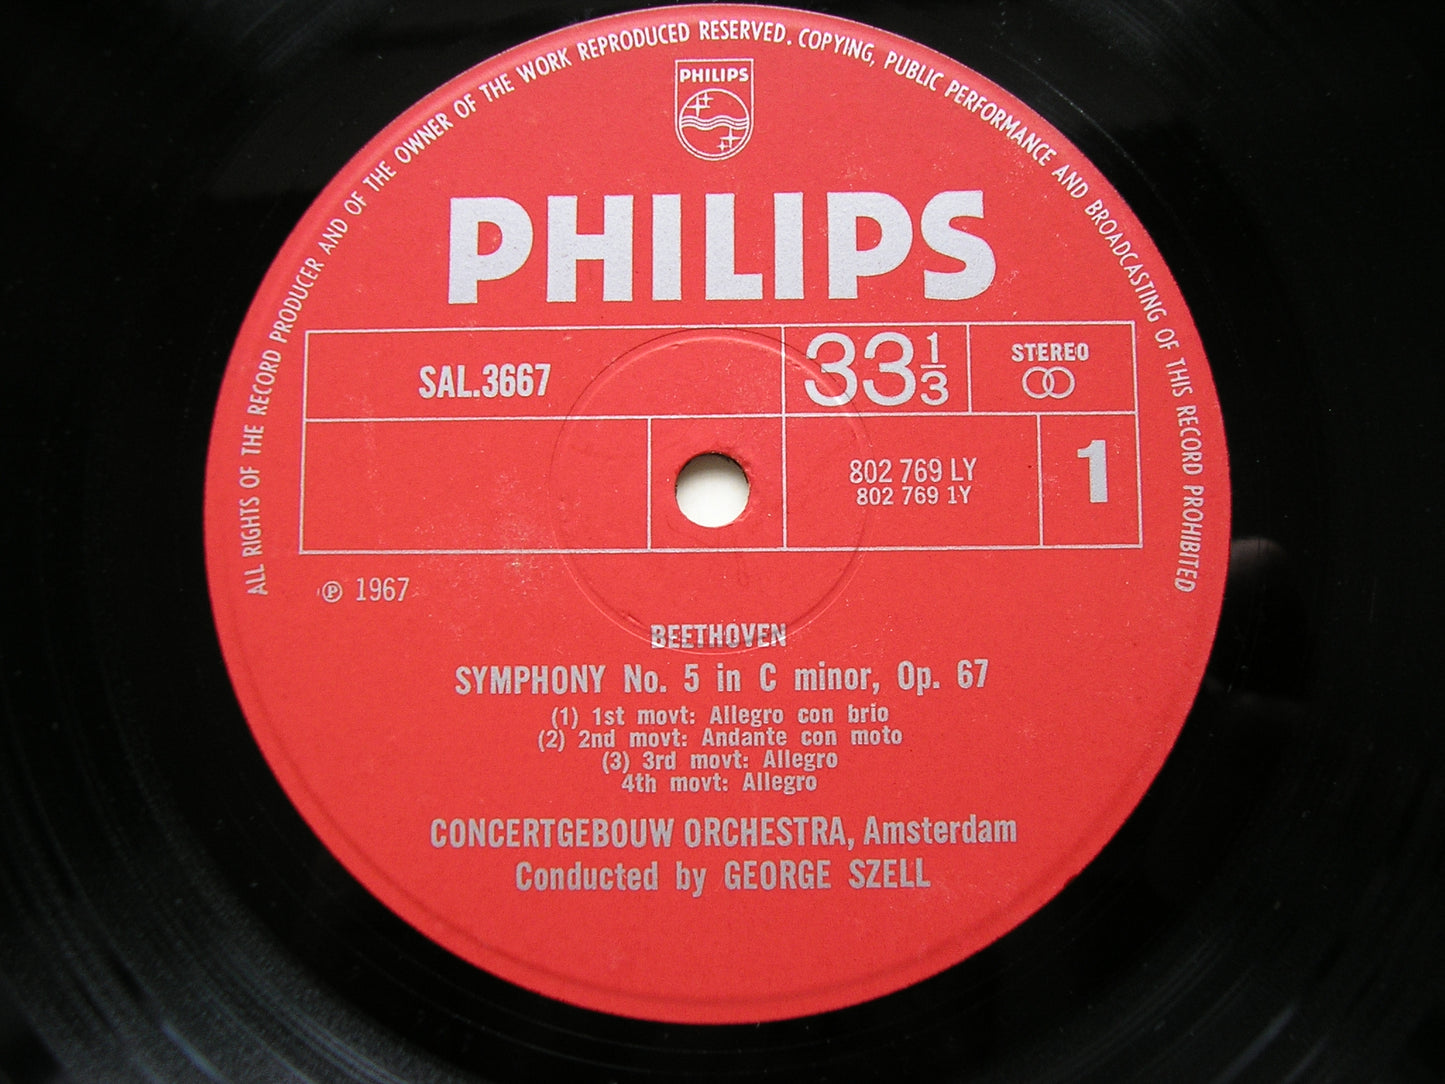 ALL RIGHTS OF THE RECORD PRODUCER AND OF THE OWNER OF THE WORK REPRODUCED RESERVED. COPYING, PUBLIC PERFORMANCE AND BROADCASTING OF THIS RECORD PROHIBITED
PHILIPS
PHILIPS
SAL.3667
33 1/3
STEREO
802 769 LY
802 769 1Y
1
℗ 1967
BEETHOVEN
SYMPHONY No. 5 in C minor, Op. 67
(1) 1st movt: Allegro con brio
(2) 2nd movt: Andante con moto
(3) 3rd movt: Allegro
4th movt: Allegro
CONCERTGEBOUW ORCHESTRA, Amsterdam
Conducted by GEORGE SZELL